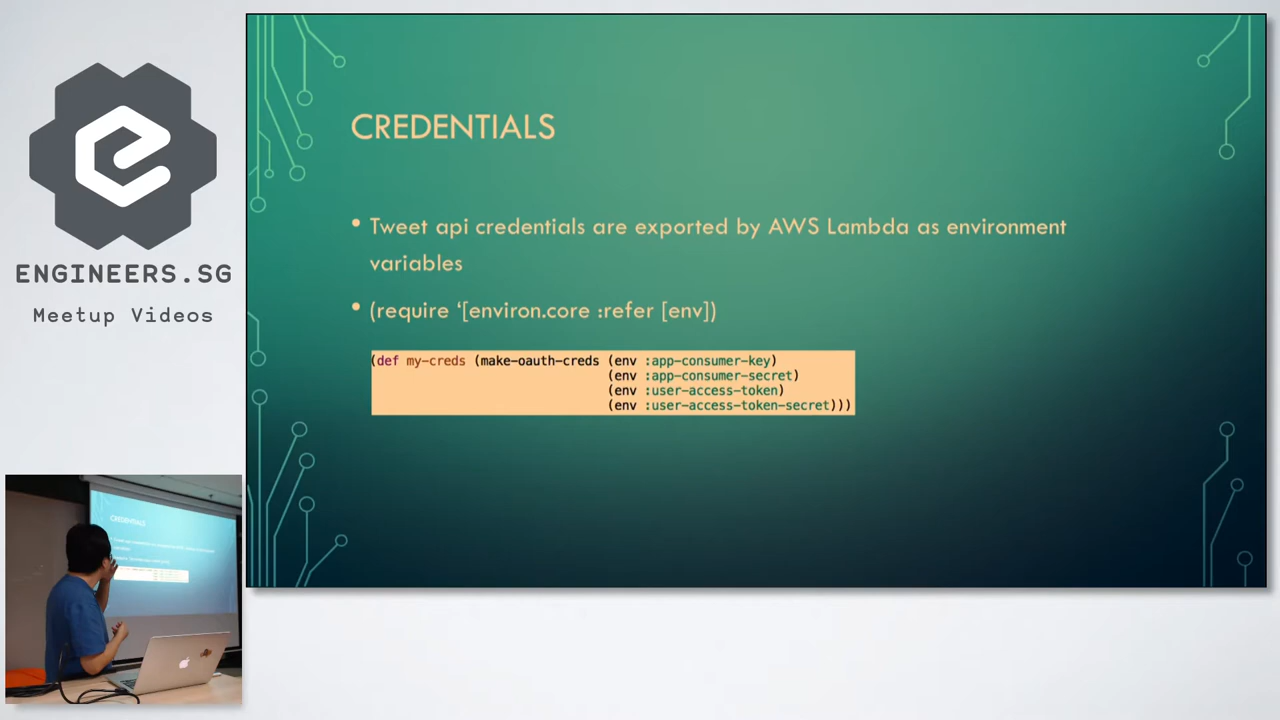 ENGINEERS.SG
Meetup Videos
CREDENTIALS
• Tweet api credentials are exported by AWS Lambda as environment
variables
• (require ‘[environ.core :refer [env])
(def my-creds (make-oauth-creds (env :app-consumer-key)
(env :app-consumer-secret)
(env :user-access-token)
(env :user-access-token-secret)))
CREDENTIALS